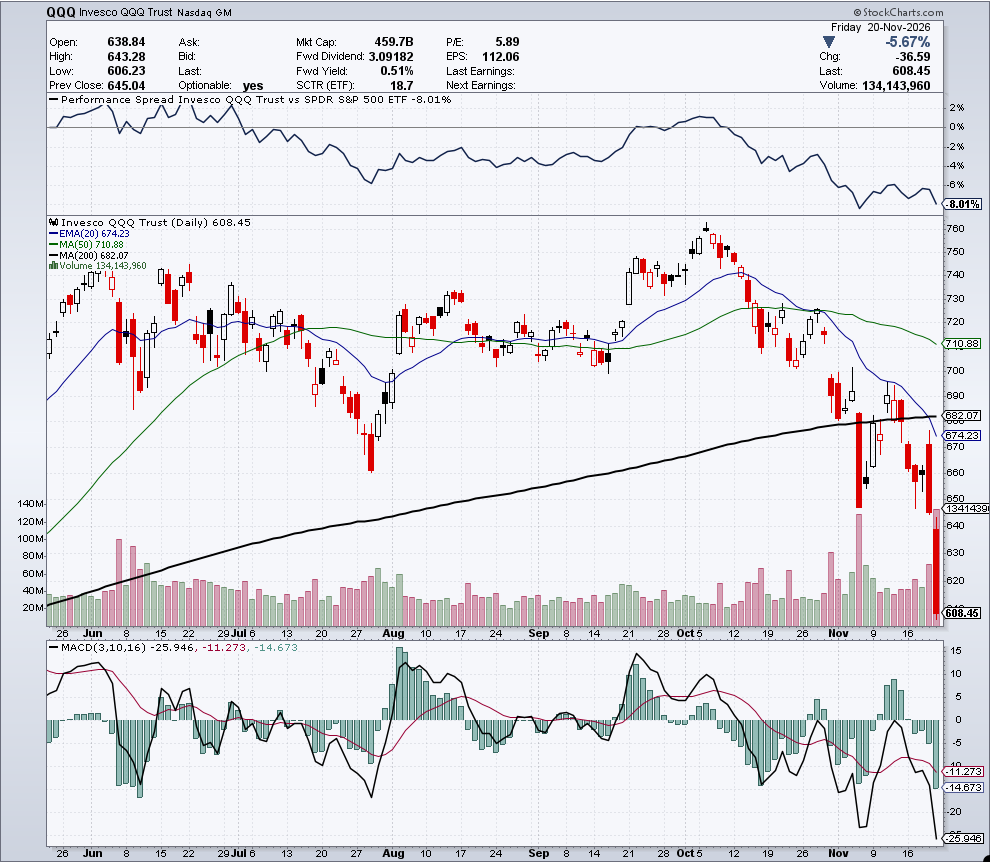 QQQ Invesco QQQ Trust Nasdaq GM © StockCharts.com
Friday 20-Nov-2026
Open: 638.84 Ask: Mkt Cap: 459.7B P/E: 5.89 ▼ -5.67%
High: 643.28 Bid: Fwd Dividend: 3.09182 EPS: 112.06 Chg: -36.59
Low: 606.23 Last: Fwd Yield: 0.51% Last Earnings: Last: 608.45
Prev Close: 645.04 Optionable: yes SCTR (ETF): 18.7 Next Earnings: Volume: 134,143,960
Performance Spread Invesco QQQ Trust vs SPDR S&P 500 ETF -8.01%
2%
0%
-2%
-4%
-6%
-8.01%
Invesco QQQ Trust (Daily) 608.45
EMA(20) 674.23
MA(50) 710.88
MA(200) 682.07
Volume 134,143,960
760
750
740
730
720
710.88
700
690
682.07
674.23
670
660
650
13414396
640
630
620
608.45
140M
120M
100M
80M
60M
40M
20M
26 Jun 8 15 22 Jul 6 13 20 27 Aug 10 17 24 Sep 8 14 21 28 Oct 5 12 19 26 Nov 9 16
MACD(3,10,16) -25.946, -11.273, -14.673
15
10
5
0
-5
-11.273
-14.673
-20
-25.946
26 Jun 8 15 22 Jul 6 13 20 27 Aug 10 17 24 Sep 8 14 21 28 Oct 5 12 19 26 Nov 9 16